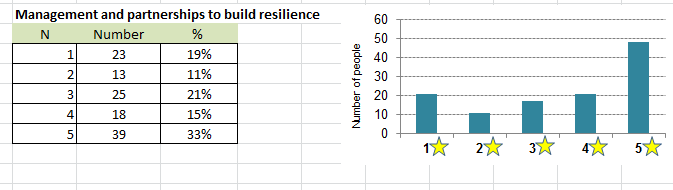 Management and partnerships to build resilience
N Number %
1 23 19%
2 13 11%
3 25 21%
4 18 15%
5 39 33%
Number of people
60
50
40
30
20
10
0
1 2 3 4 5